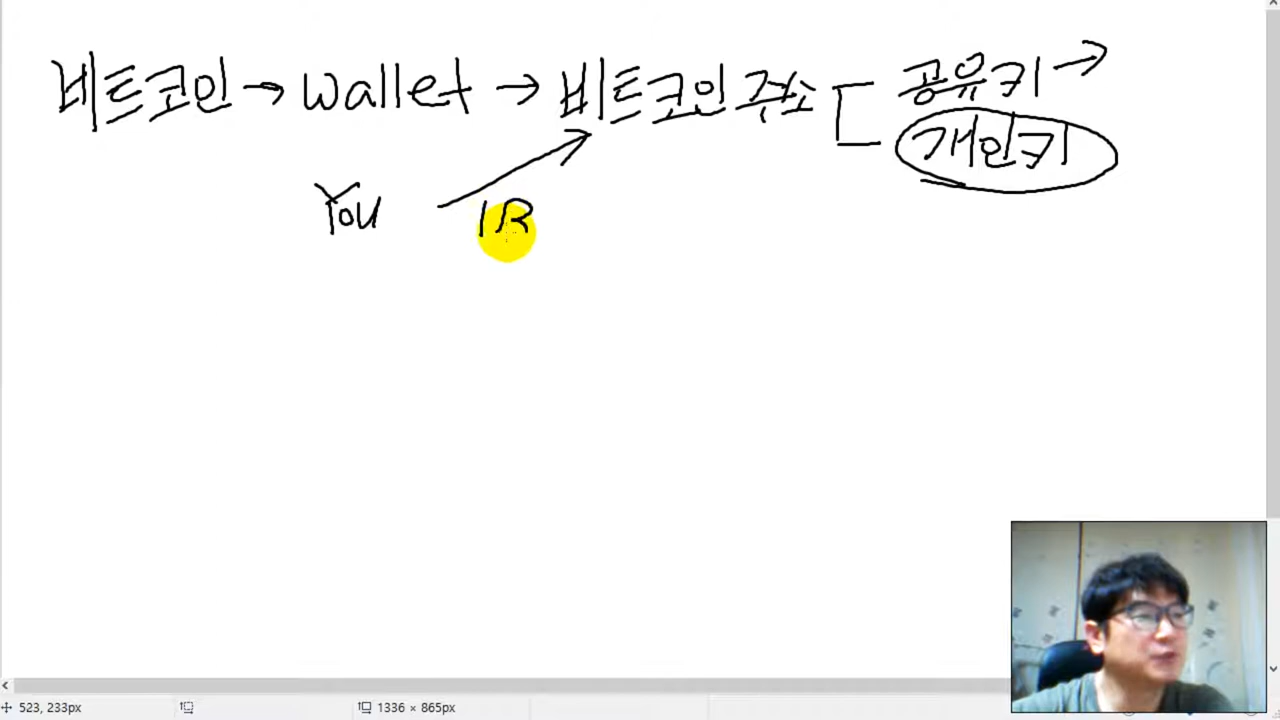 비트코인 → wallet → 비트코인 주소 [ 공유키 →
개인키
You 1B
523, 233px 1336 × 865px